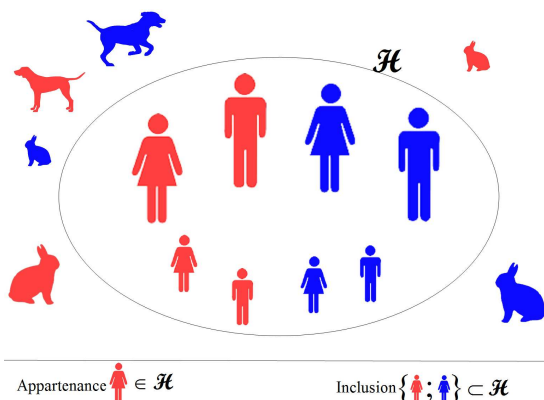 ℋ
Appartenance ∈ ℋ
Inclusion { ; } ⊂ ℋ